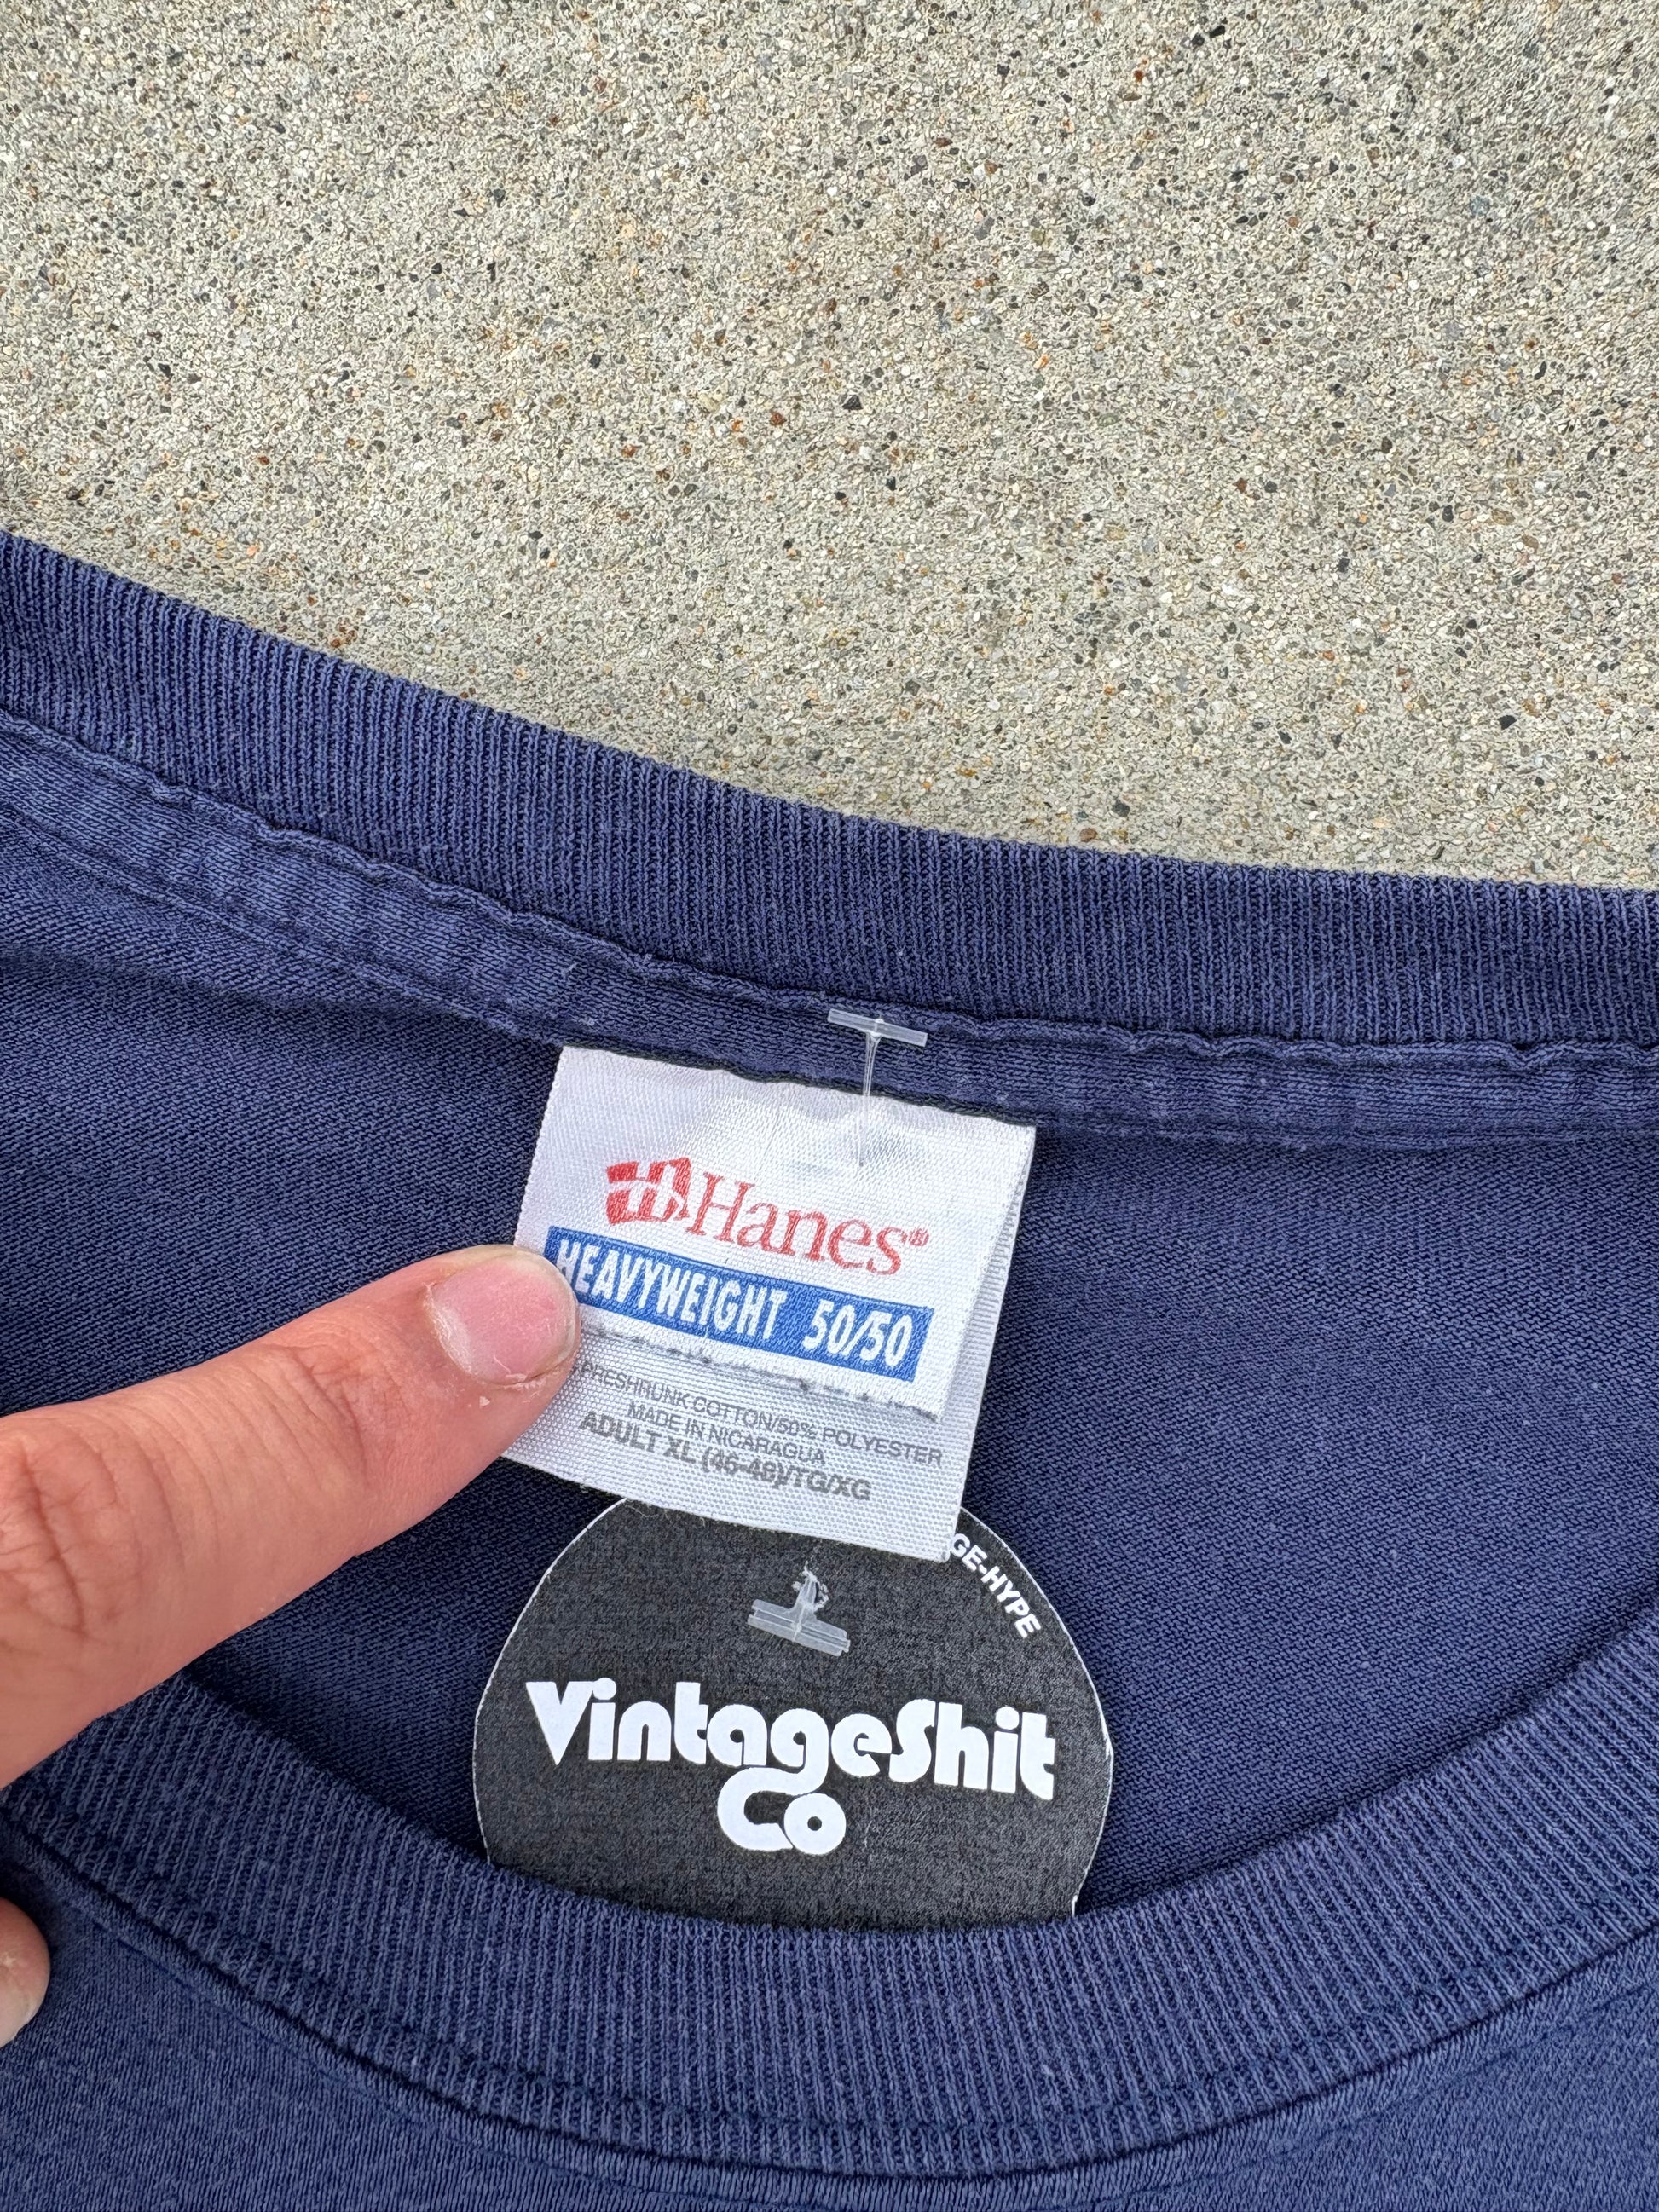 Hanes®
HEAVYWEIGHT 50/50
PRESHRUNK COTTON/50% POLYESTER
MADE IN NICARAGUA
ADULT XL (46-48)/TG/XG
GE-HYPE
VintageShit
Co